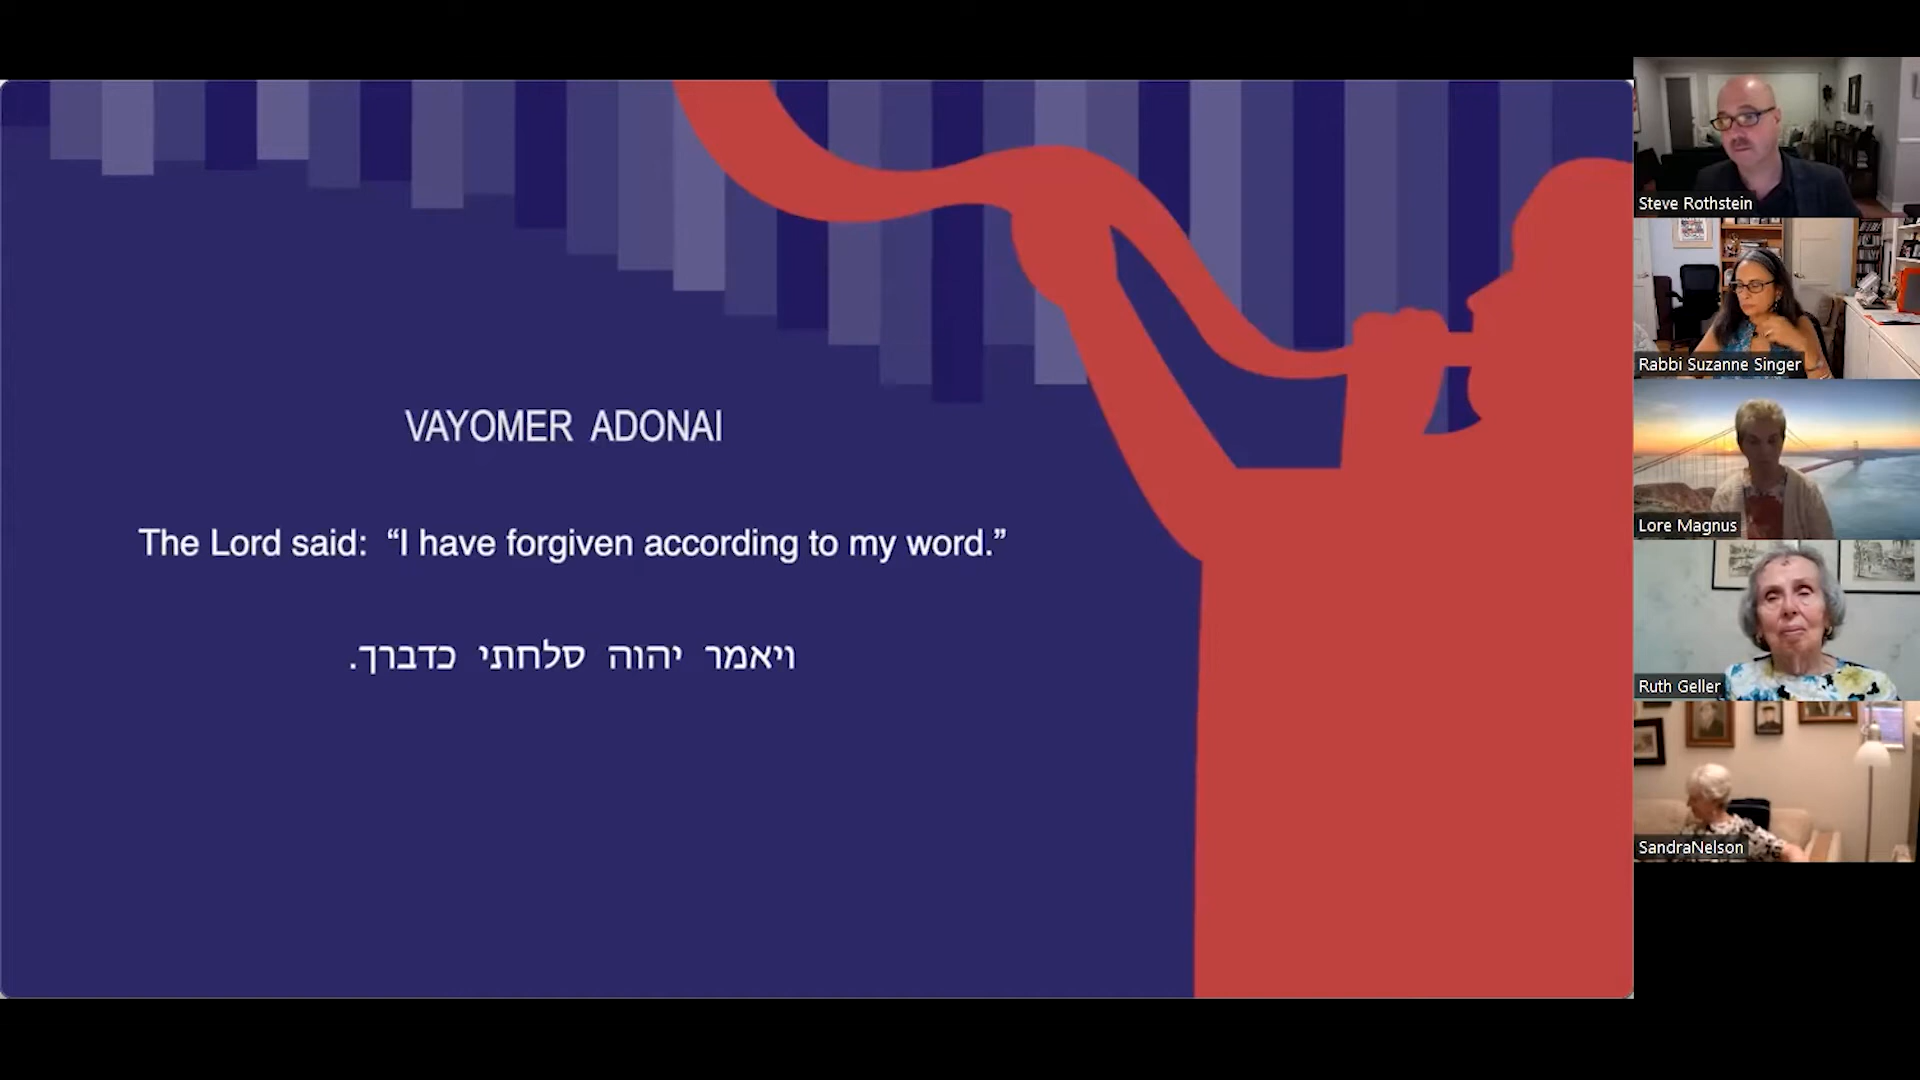 VAYOMER ADONAI
The Lord said: “I have forgiven according to my word.”
ויאמר יהוה סלחתי כדברך.
Steve Rothstein
Rabbi Suzanne Singer
Lore Magnus
Ruth Geller
SandraNelson